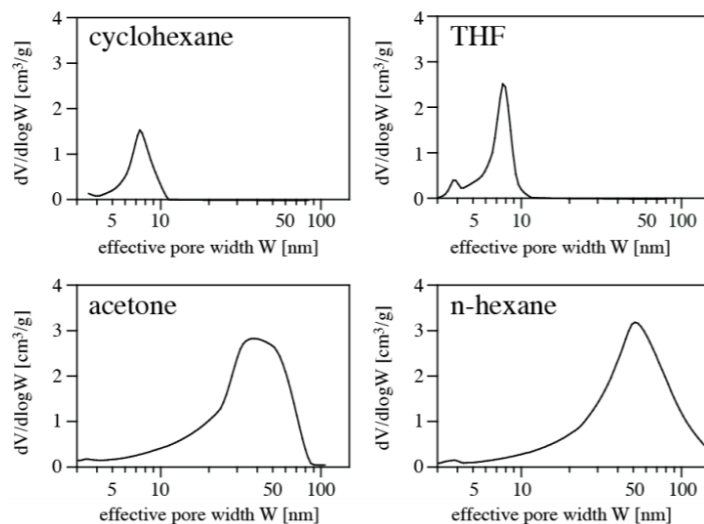 cyclohexane
dV/dlogW [cm³/g]
4
3
2
1
0
5 10 50 100
effective pore width W [nm]
THF
dV/dlogW [cm³/g]
4
3
2
1
0
5 10 50 100
effective pore width W [nm]
acetone
dV/dlogW [cm³/g]
4
3
2
1
0
5 10 50 100
effective pore width W [nm]
n-hexane
dV/dlogW [cm³/g]
4
3
2
1
0
5 10 50 100
effective pore width W [nm]